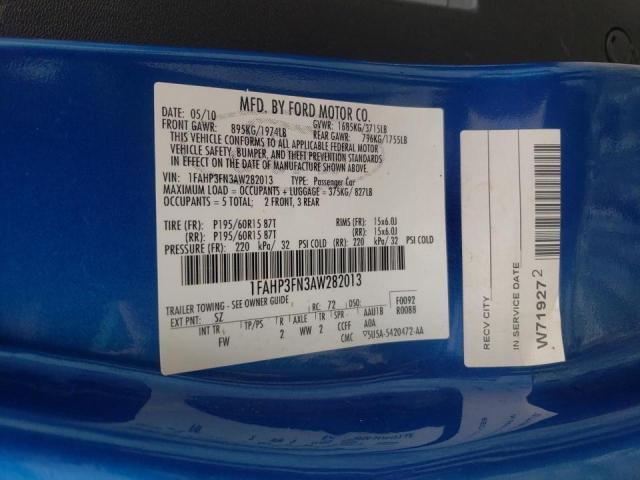 MFD. BY FORD MOTOR CO.
DATE: 05/10 GVWR: 1685KG/3715LB
FRONT GAWR: 895KG/1974LB REAR GAWR: 796KG/1755LB
THIS VEHICLE CONFORMS TO ALL APPLICABLE FEDERAL MOTOR
VEHICLE SAFETY, BUMPER, AND THEFT PREVENTION STANDARDS
IN EFFECT ON THE DATE OF MANUFACTURE SHOWN ABOVE.
VIN: 1FAHP3FN3AW282013 TYPE: Passenger Car
MAXIMUM LOAD = OCCUPANTS + LUGGAGE = 375KG/ 827LB
OCCUPANTS = 5 TOTAL: 2 FRONT, 3 REAR
TIRE (FR): P195/60R15 87T RIMS (FR): 15x6.0J
(RR): P195/60R15 87T (RR): 15x6.0J
PRESSURE (FR): 220 kPa/ 32 PSI COLD (RR): 220 kPa/ 32 PSI COLD
1FAHP3FN3AW282013
TRAILER TOWING - SEE OWNER GUIDE
EXT PNT: SZ RC: 72 DSO: F0092
R0088
INT TR TP/PS R AXLE TR SPR AAU1B
FW 2 WW 2 CCFF AOA
CMC 5U5A-5420472-AA
RECV CITY
IN SERVICE DATE
W719272